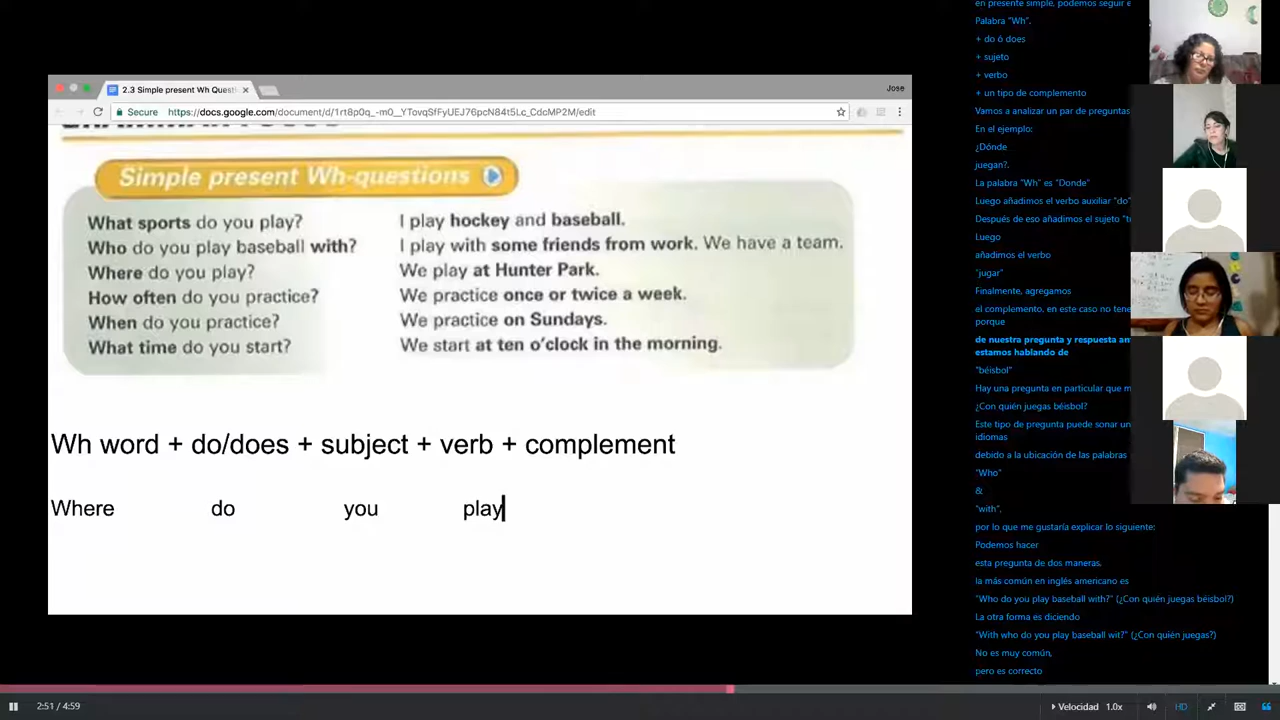 2.3 Simple present Wh Questi
Jose
Secure
https://docs.google.com/document/d/1rt8p0q_-m0__YTovqSfFyUEJ76pcN84t5Lc_CdcMP2M/edit
Simple present Wh-questions
What sports do you play? I play hockey and baseball.
Who do you play baseball with? I play with some friends from work. We have a team.
Where do you play? We play at Hunter Park.
How often do you practice? We practice once or twice a week.
When do you practice? We practice on Sundays.
What time do you start? We start at ten o'clock in the morning.
Wh word + do/does + subject + verb + complement
Where do you play
en presente simple, podemos seguir e
Palabra "Wh".
+ do ó does
+ sujeto
+ verbo
+ un tipo de complemento
Vamos a analizar un par de preguntas
En el ejemplo:
¿Dónde
juegan?.
La palabra "Wh" es "Donde"
Luego añadimos el verbo auxiliar "do"
Después de eso añadimos el sujeto "t
Luego
añadimos el verbo
"jugar"
Finalmente, agregamos
el complemento. en este caso no tene
porque
de nuestra pregunta y respuesta an
estamos hablando de
"béisbol"
Hay una pregunta en particular que m
¿Con quién juegas béisbol?
Este tipo de pregunta puede sonar un
idiomas
debido a la ubicación de las palabras
"Who"
&
"with",
por lo que me gustaría explicar lo siguiente:
Podemos hacer
esta pregunta de dos maneras.
la más común en inglés americano es
"Who do you play baseball with?" (¿Con quién juegas béisbol?)
La otra forma es diciendo
"With who do you play baseball wit?" (¿Con quién juegas?)
No es muy común,
pero es correcto
2:51 / 4:59
Velocidad 1.0x
HD